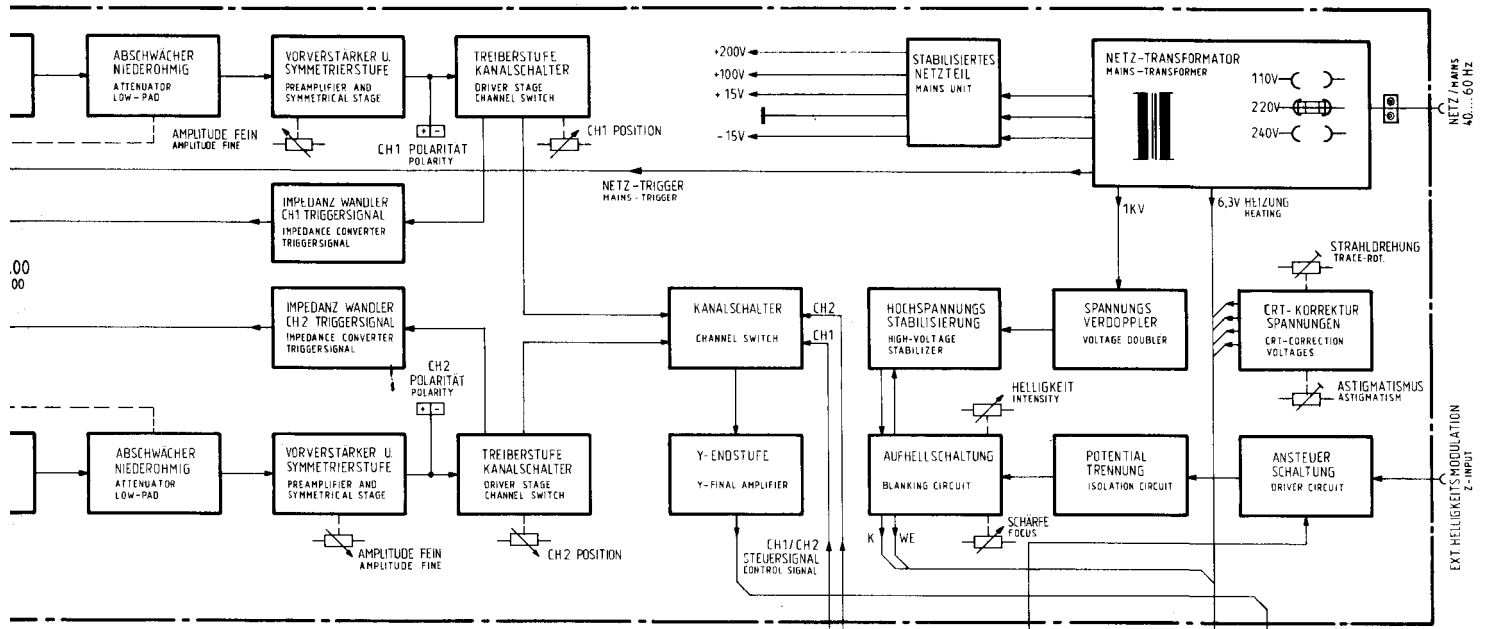 ABSCHWÄCHER
NIEDEROHMIG
ATTENUATOR
LOW-PAD
VORVERSTÄRKER U.
SYMMETRIERSTUFE
PREAMPLIFIER AND
SYMMETRICAL STAGE
TREIBERSTUFE
KANALSCHALTER
DRIVER STAGE
CHANNEL SWITCH
AMPLITUDE FEIN
AMPLITUDE FINE
+ -
CH1 POLARITÄT
POLARITY
CH1 POSITION
+200V
+100V
+ 15V
- 15V
STABILISIERTES
NETZTEIL
MAINS UNIT
NETZ-TRANSFORMATOR
MAINS-TRANSFORMER
110V
220V
240V
NETZ/MAINS
40...60Hz
NETZ-TRIGGER
MAINS-TRIGGER
1KV
6,3V HEIZUNG
HEATING
IMPEDANZ WANDLER
CH1 TRIGGERSIGNAL
IMPEDANCE CONVERTER
TRIGGERSIGNAL
.00
00
IMPEDANZ WANDLER
CH2 TRIGGERSIGNAL
IMPEDANCE CONVERTER
TRIGGERSIGNAL
KANALSCHALTER
CHANNEL SWITCH
CH2
CH1
HOCHSPANNUNGS
STABILISIERUNG
HIGH-VOLTAGE
STABILIZER
SPANNUNGS
VERDOPPLER
VOLTAGE DOUBLER
STRAHLDREHUNG
TRACE-ROT.
CRT-KORREKTUR
SPANNUNGEN
CRT-CORRECTION
VOLTAGES
ASTIGMATISMUS
ASTIGMATISM
CH2
POLARITÄT
POLARITY
+ -
HELLIGKEIT
INTENSITY
ABSCHWÄCHER
NIEDEROHMIG
ATTENUATOR
LOW-PAD
VORVERSTÄRKER U.
SYMMETRIERSTUFE
PREAMPLIFIER AND
SYMMETRICAL STAGE
TREIBERSTUFE
KANALSCHALTER
DRIVER STAGE
CHANNEL SWITCH
Y-ENDSTUFE
Y-FINAL AMPLIFIER
AUFHELLSCHALTUNG
BLANKING CIRCUIT
POTENTIAL
TRENNUNG
ISOLATION CIRCUIT
ANSTEUER
SCHALTUNG
DRIVER CIRCUIT
EXT. HELLIGKEITSMODULATION
Z-INPUT
AMPLITUDE FEIN
AMPLITUDE FINE
CH2 POSITION
CH1/CH2
STEUERSIGNAL
CONTROL SIGNAL
K
WE
SCHÄRFE
FOCUS